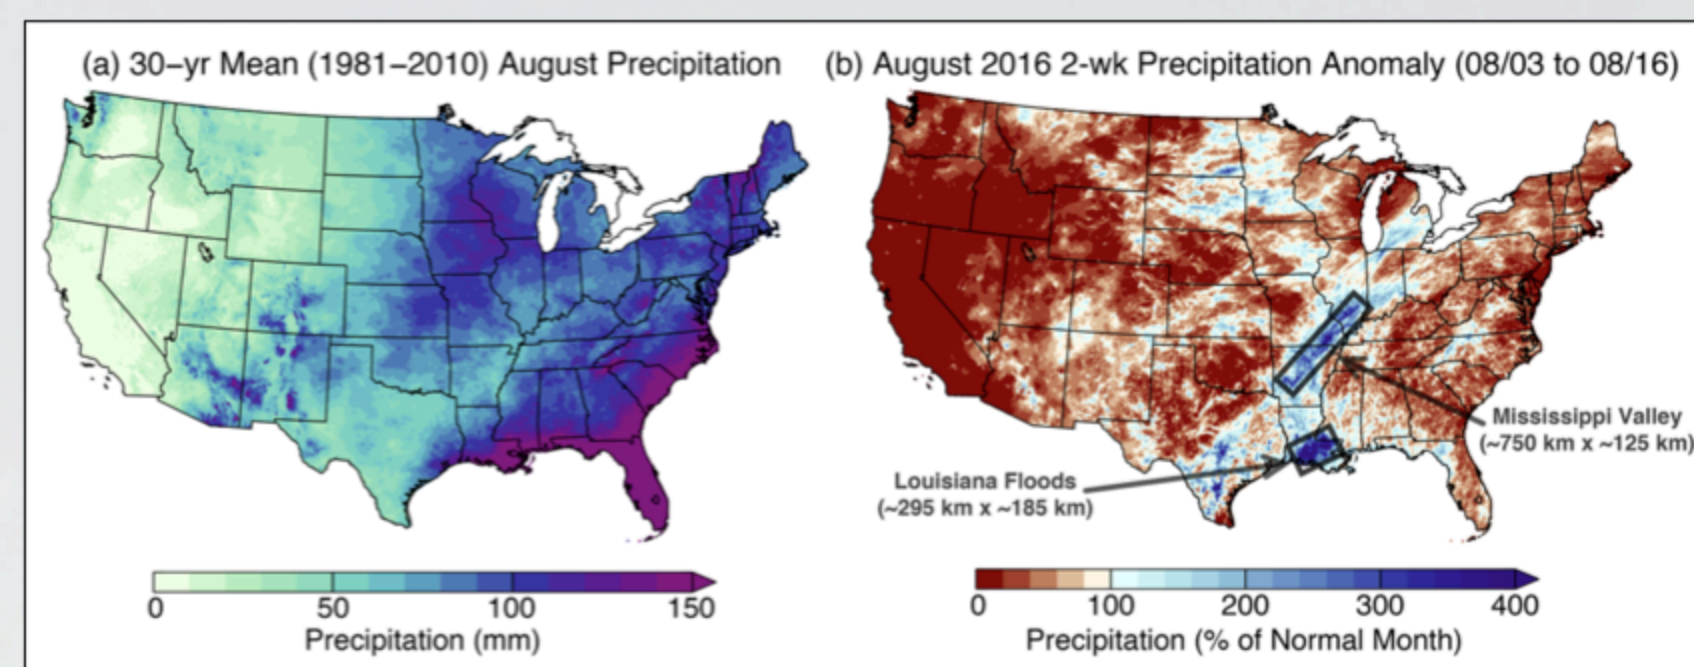 (a) 30–yr Mean (1981–2010) August Precipitation
(b) August 2016 2-wk Precipitation Anomaly (08/03 to 08/16)
Mississippi Valley
(~750 km x ~125 km)
Louisiana Floods
(~295 km x ~185 km)
0 50 100 150
Precipitation (mm)
0 100 200 300 400
Precipitation (% of Normal Month)